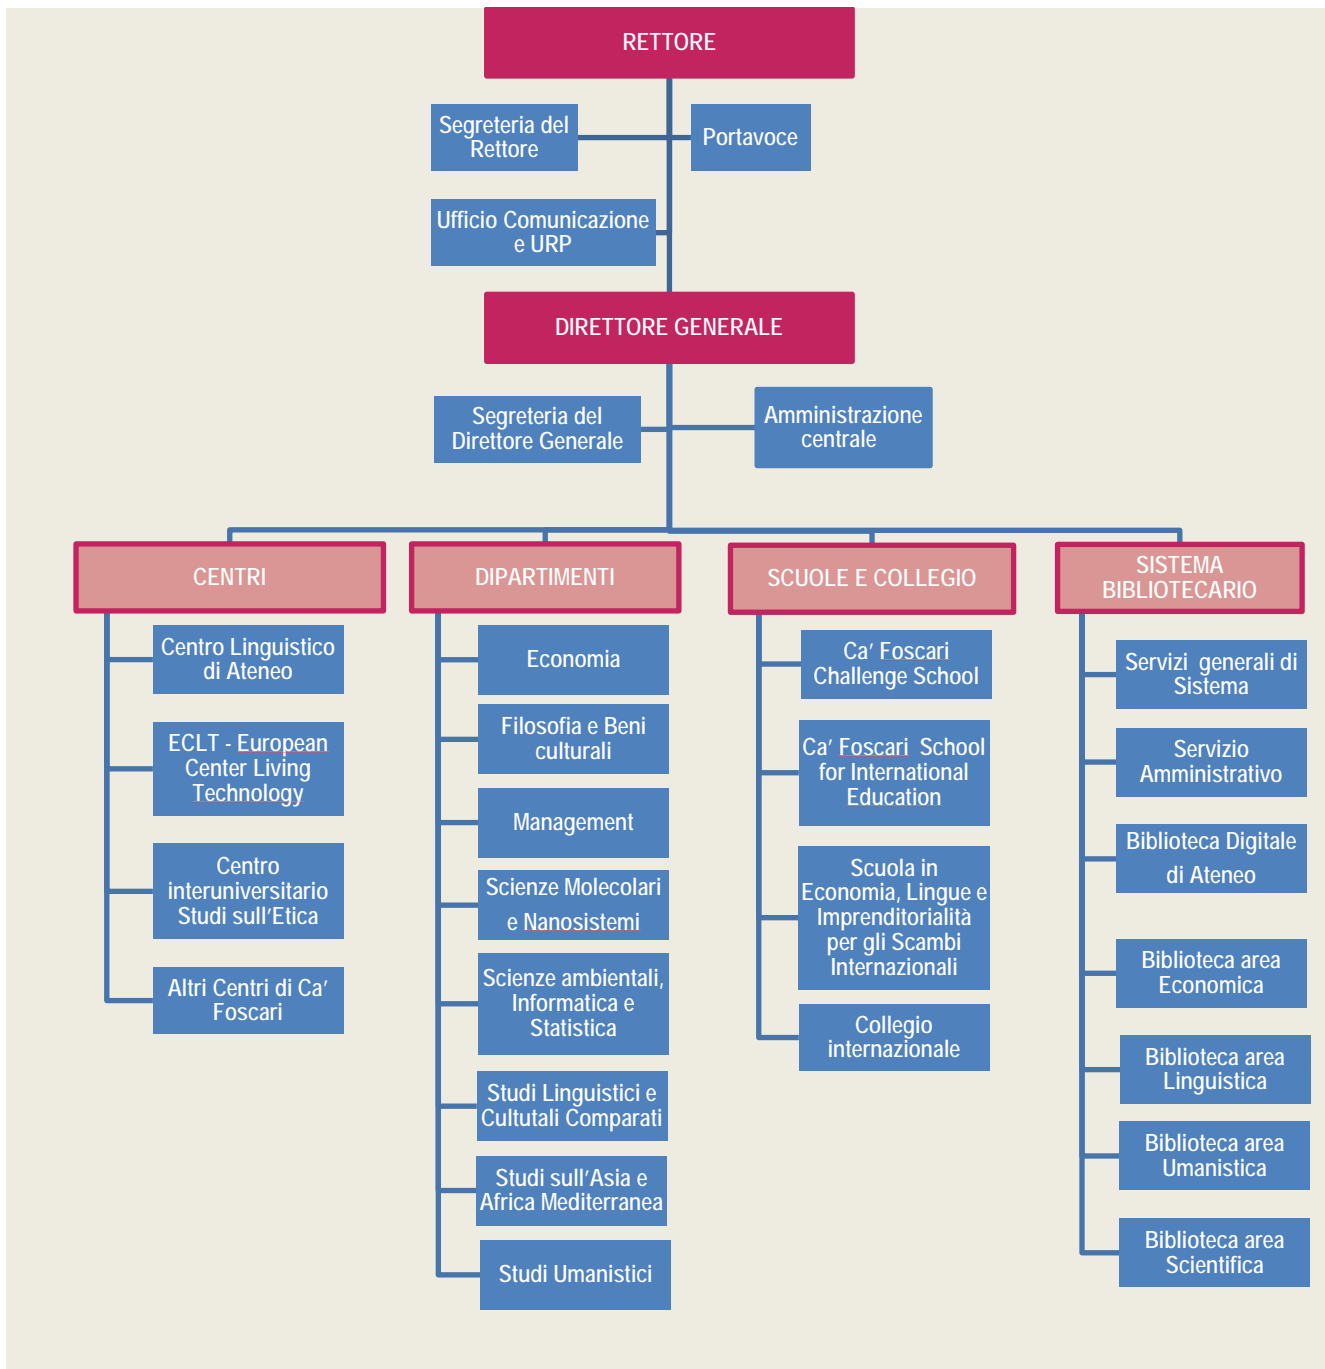 RETTORE
Segreteria del
Rettore
Portavoce
Ufficio Comunicazione
e URP
DIRETTORE GENERALE
Segreteria del
Direttore Generale
Amministrazione
centrale
CENTRI
Centro Linguistico
di Ateneo
ECLT - European
Center Living
Technology
Centro
interuniversitario
Studi sull'Etica
Altri Centri di Ca'
Foscari
DIPARTIMENTI
Economia
Filosofia e Beni
culturali
Management
Scienze Molecolari
e Nanosistemi
Scienze ambientali,
Informatica e
Statistica
Studi Linguistici e
Cultutali Comparati
Studi sull'Asia e
Africa Mediterranea
Studi Umanistici
SCUOLE E COLLEGIO
Ca' Foscari
Challenge School
Ca' Foscari School
for International
Education
Scuola in
Economia, Lingue e
Imprenditorialità
per gli Scambi
Internazionali
Collegio
internazionale
SISTEMA
BIBLIOTECARIO
Servizi generali di
Sistema
Servizio
Amministrativo
Biblioteca Digitale
di Ateneo
Biblioteca area
Economica
Biblioteca area
Linguistica
Biblioteca area
Umanistica
Biblioteca area
Scientifica